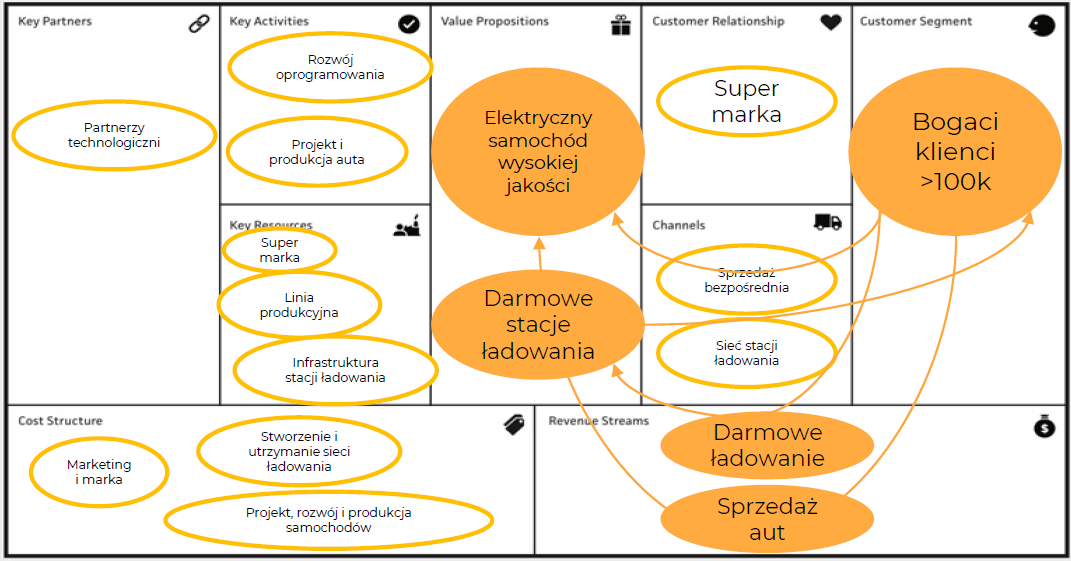 Key Partners
Partnerzy
technologiczni
Key Activities
Rozwój
oprogramowania
Projekt i
produkcja auta
Key Resources
Super
marka
Linia
produkcyjna
Infrastruktura
stacji ładowania
Value Propositions
Elektryczny
samochód
wysokiej
jakości
Darmowe
stacje
ładowania
Customer Relationship
Super
marka
Channels
Sprzedaż
bezpośrednia
Sieć stacji
ładowania
Customer Segment
Bogaci
klienci
>100k
Cost Structure
Marketing
i marka
Stworzenie i
utrzymanie sieci
ładowania
Projekt, rozwój i produkcja
samochodów
Revenue Streams
Darmowe
ładowanie
Sprzedaż
aut
$